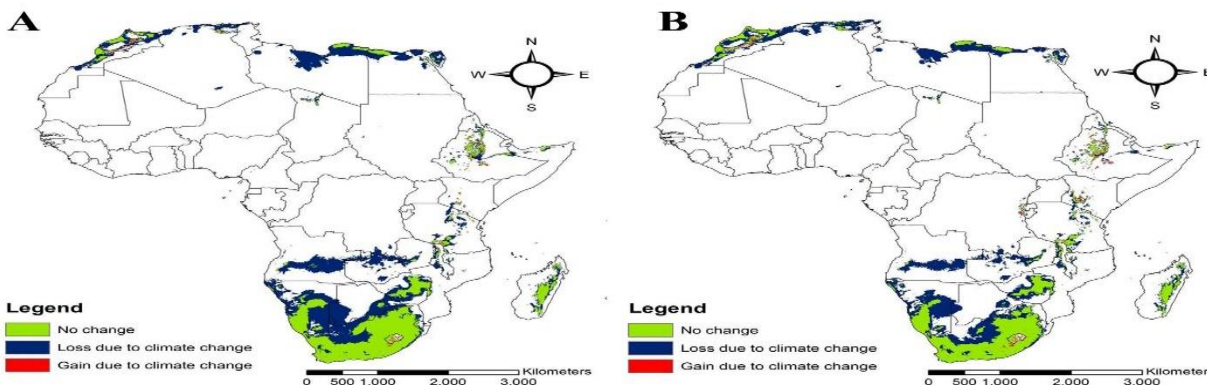 A
N
W E
S
Legend
No change
Loss due to climate change
Gain due to climate change
Kilometers
0 500 1.000 2.000 3.000
B
N
W E
S
Legend
No change
Loss due to climate change
Gain due to climate change
Kilometers
0 500 1.000 2.000 3.000